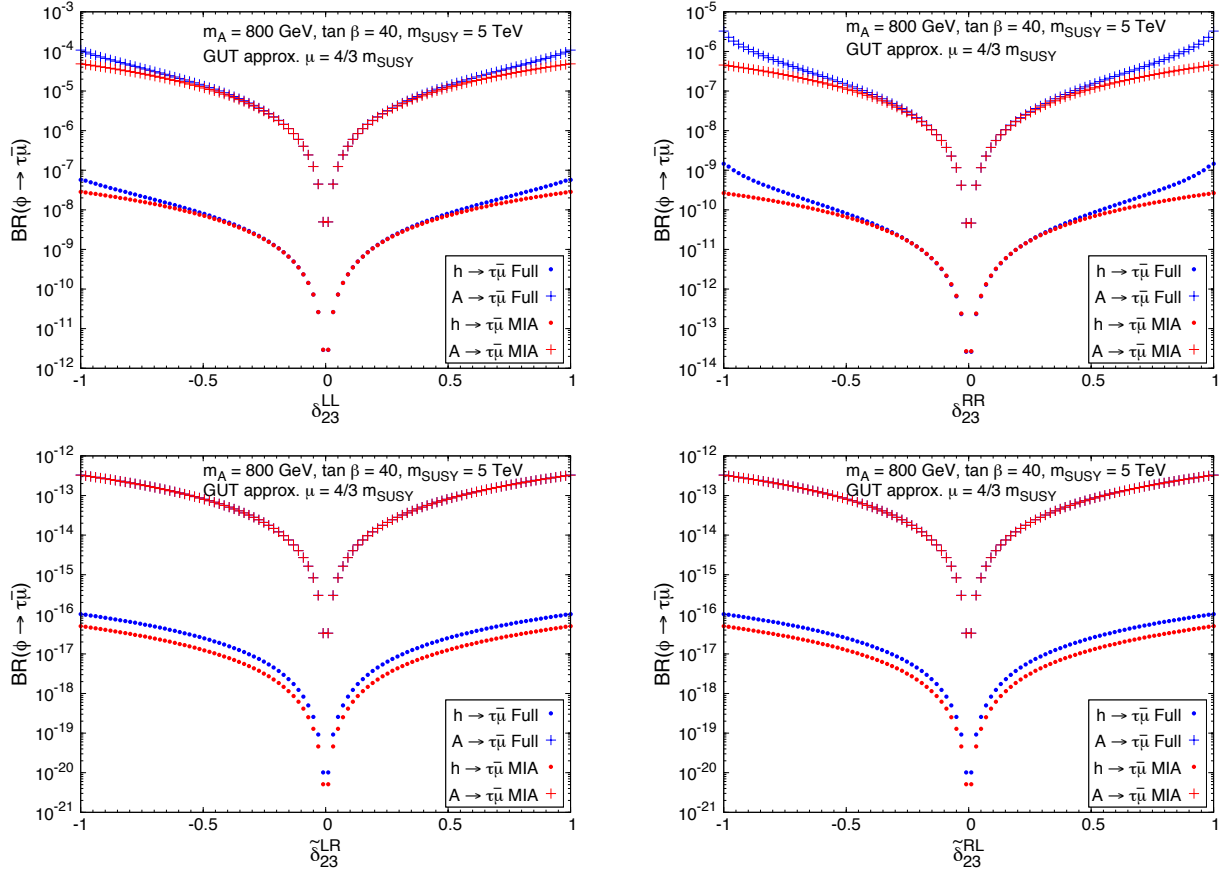 m_A = 800 GeV, tan β = 40, m_SUSY = 5 TeV
GUT approx. μ = 4/3 m_SUSY
BR(ϕ → τμ̄)
10^-4
10^-5
10^-6
10^-7
10^-8
10^-9
10^-10
10^-11
10^-12
h → τμ̄ Full
A → τμ̄ Full
h → τμ̄ MIA
A → τμ̄ MIA
-1 -0.5 0 0.5 1
δ_23^LL
m_A = 800 GeV, tan β = 40, m_SUSY = 5 TeV
GUT approx. μ = 4/3 m_SUSY
BR(ϕ → τμ̄)
10^-5
10^-6
10^-7
10^-8
10^-9
10^-10
10^-11
10^-12
10^-13
10^-14
h → τμ̄ Full
A → τμ̄ Full
h → τμ̄ MIA
A → τμ̄ MIA
-1 -0.5 0 0.5 1
δ_23^RR
m_A = 800 GeV, tan β = 40, m_SUSY = 5 TeV
GUT approx. μ = 4/3 m_SUSY
BR(ϕ → τμ̄)
10^-12
10^-13
10^-14
10^-15
10^-16
10^-17
10^-18
10^-19
10^-20
10^-21
h → τμ̄ Full
A → τμ̄ Full
h → τμ̄ MIA
A → τμ̄ MIA
-1 -0.5 0 0.5 1
δ̃_23^LR
m_A = 800 GeV, tan β = 40, m_SUSY = 5 TeV
GUT approx. μ = 4/3 m_SUSY
BR(ϕ → τμ̄)
10^-12
10^-13
10^-14
10^-15
10^-16
10^-17
10^-18
10^-19
10^-20
10^-21
h → τμ̄ Full
A → τμ̄ Full
h → τμ̄ MIA
A → τμ̄ MIA
-1 -0.5 0 0.5 1
δ̃_23^RL